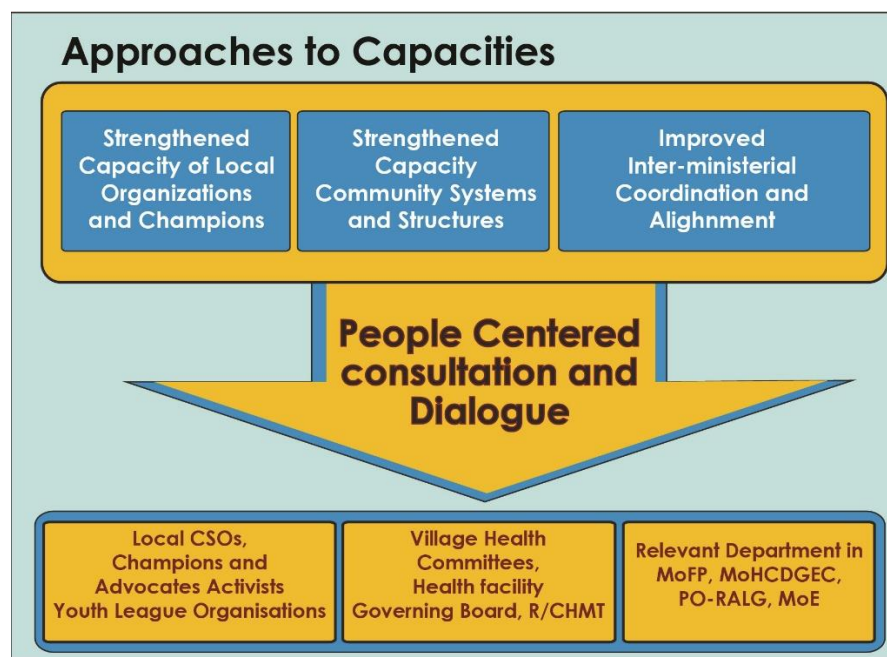 Approaches to Capacities
Strengthened
Capacity of Local
Organizations
and Champions
Strengthened
Capacity
Community Systems
and Structures
Improved
Inter-ministerial
Coordination and
Alighnment
People Centered
consultation and
Dialogue
Local CSOs,
Champions and
Advocates Activists
Youth League Organisations
Village Health
Committees,
Health facility
Governing Board, R/CHMT
Relevant Department in
MoFP, MoHCDGEC,
PO-RALG, MoE